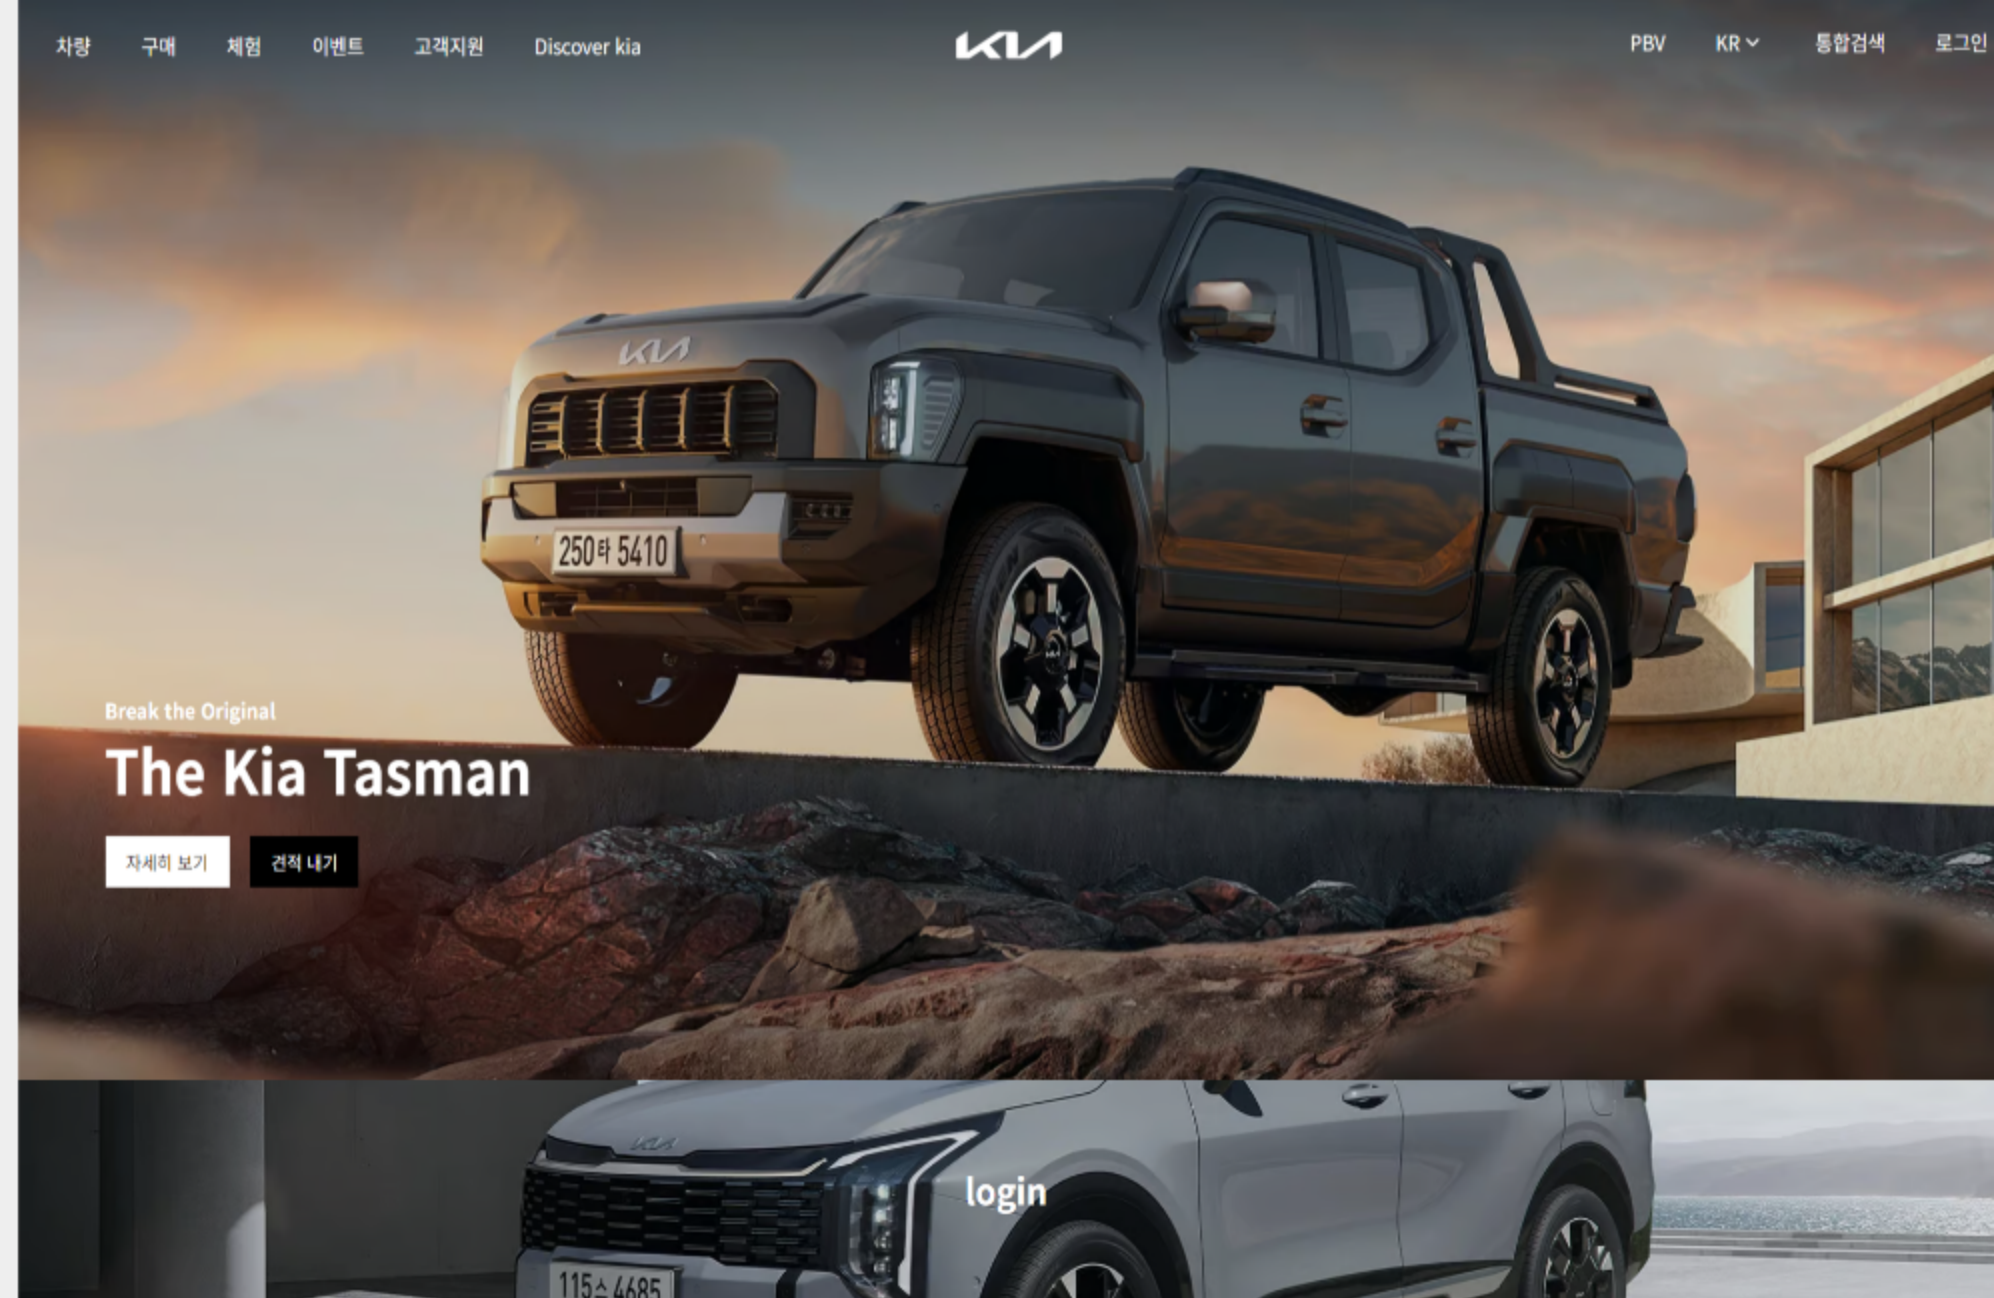 차량 구매 체험 이벤트 고객지원 Discover kia KIA PBV KR 통합검색 로그인
KIA
250타 5410
Break the Original
The Kia Tasman
자세히 보기 견적 내기
KIA
login
115스 4685